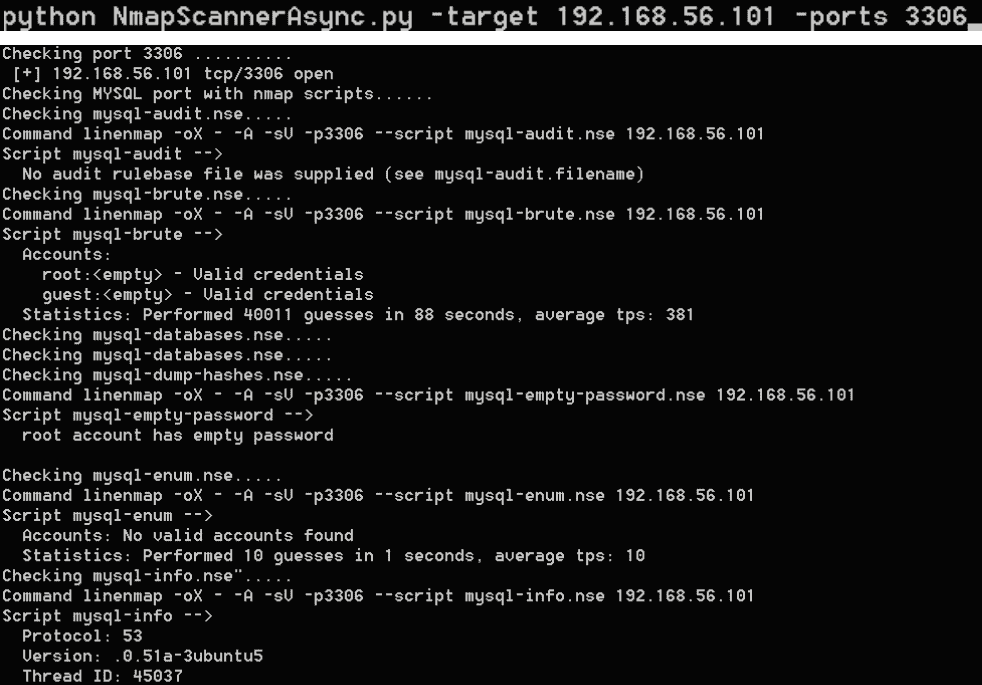 python NmapScannerAsync.py -target 192.168.56.101 -ports 3306_
Checking port 3306 ..........
[+] 192.168.56.101 tcp/3306 open
Checking MYSQL port with nmap scripts......
Checking mysql-audit.nse.....
Command linenmap -oX - -A -sV -p3306 --script mysql-audit.nse 192.168.56.101
Script mysql-audit -->
No audit rulebase file was supplied (see mysql-audit.filename)
Checking mysql-brute.nse.....
Command linenmap -oX - -A -sV -p3306 --script mysql-brute.nse 192.168.56.101
Script mysql-brute -->
Accounts:
root:<empty> - Valid credentials
guest:<empty> - Valid credentials
Statistics: Performed 40011 guesses in 88 seconds, average tps: 381
Checking mysql-databases.nse.....
Checking mysql-databases.nse.....
Checking mysql-dump-hashes.nse.....
Command linenmap -oX - -A -sV -p3306 --script mysql-empty-password.nse 192.168.56.101
Script mysql-empty-password -->
root account has empty password
Checking mysql-enum.nse.....
Command linenmap -oX - -A -sV -p3306 --script mysql-enum.nse 192.168.56.101
Script mysql-enum -->
Accounts: No valid accounts found
Statistics: Performed 10 guesses in 1 seconds, average tps: 10
Checking mysql-info.nse".....
Command linenmap -oX - -A -sV -p3306 --script mysql-info.nse 192.168.56.101
Script mysql-info -->
Protocol: 53
Version: .0.51a-3ubuntu5
Thread ID: 45037